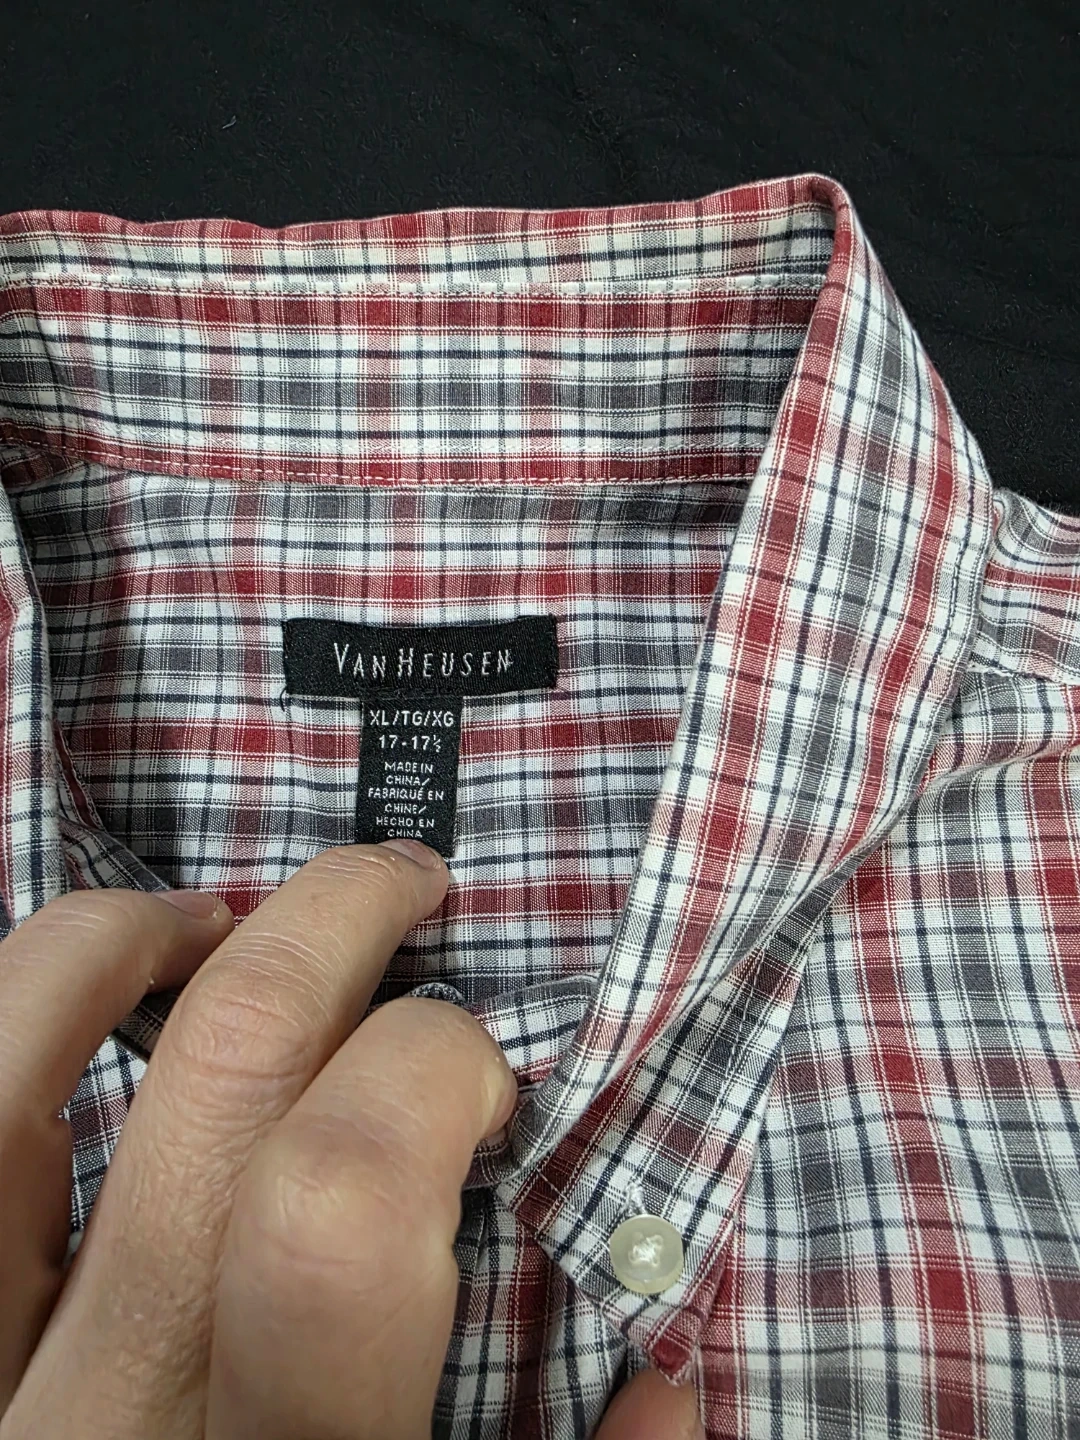 VAN HEUSEN
XL/TG/XG
17-17½
MADE IN
CHINA/
FABRIQUÉ EN
CHINE/
HECHO EN
CHINA